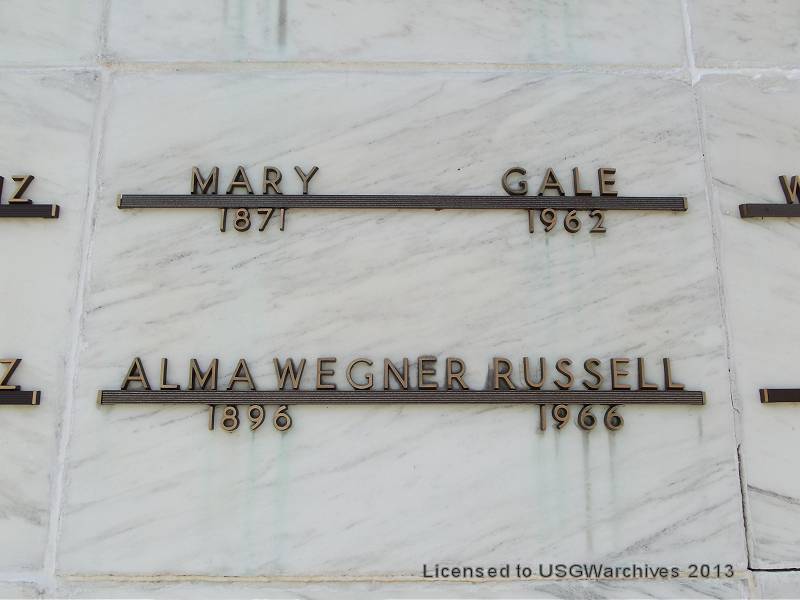 MARY GALE
1871 1962
ALMA WEGNER RUSSELL
1896 1966
Licensed to USGWarchives 2013